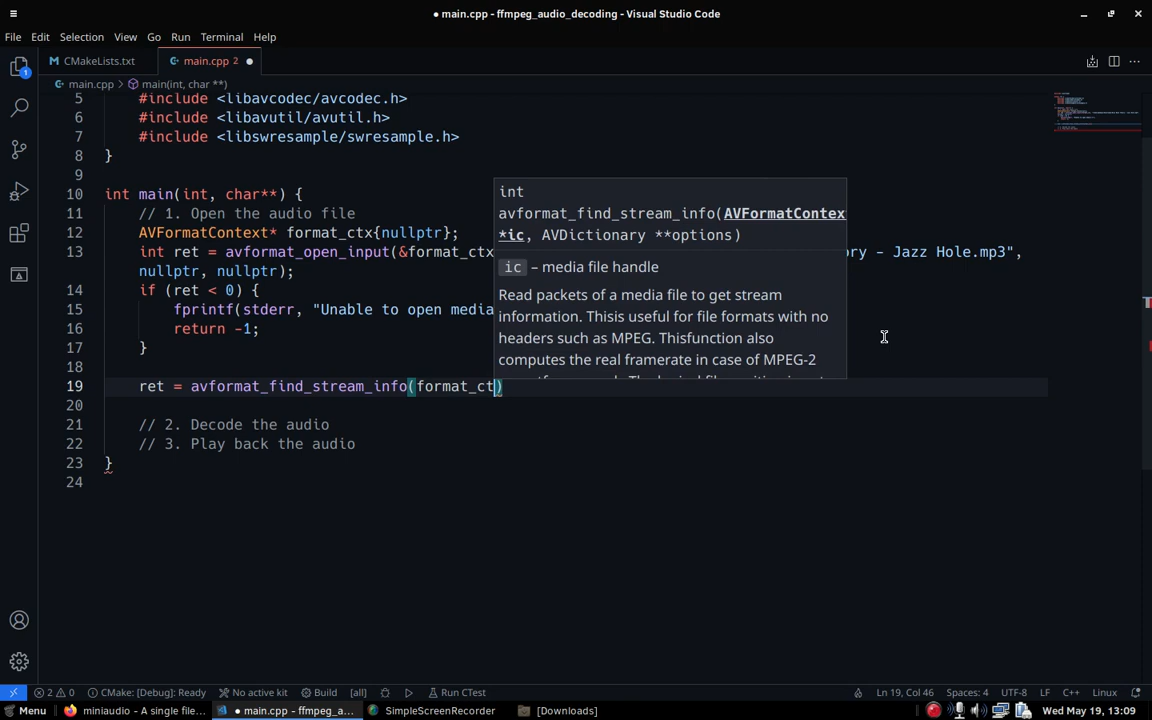 ● main.cpp - ffmpeg_audio_decoding - Visual Studio Code
File Edit Selection View Go Run Terminal Help
CMakeLists.txt main.cpp 2 ●
main.cpp > main(int, char **)
5 #include <libavcodec/avcodec.h>
6 #include <libavutil/avutil.h>
7 #include <libswresample/swresample.h>
8 }
9
10 int main(int, char**) {
11 // 1. Open the audio file
12 AVFormatContext* format_ctx{nullptr};
13 int ret = avformat_open_input(&format_ctx ory - Jazz Hole.mp3",
nullptr, nullptr);
14 if (ret < 0) {
15 fprintf(stderr, "Unable to open media
16 return -1;
17 }
18
19 ret = avformat_find_stream_info(format_ct)
20
21 // 2. Decode the audio
22 // 3. Play back the audio
23 }
24
int
avformat_find_stream_info(AVFormatContex
*ic, AVDictionary **options)
ic – media file handle
Read packets of a media file to get stream
information. Thisis useful for file formats with no
headers such as MPEG. Thisfunction also
computes the real framerate in case of MPEG-2
1
2 0 CMake: [Debug]: Ready No active kit Build [all] Run CTest Ln 19, Col 46 Spaces: 4 UTF-8 LF C++ Linux
Menu miniaudio - A single file... ● main.cpp - ffmpeg_a... SimpleScreenRecorder [Downloads] Wed May 19, 13:09